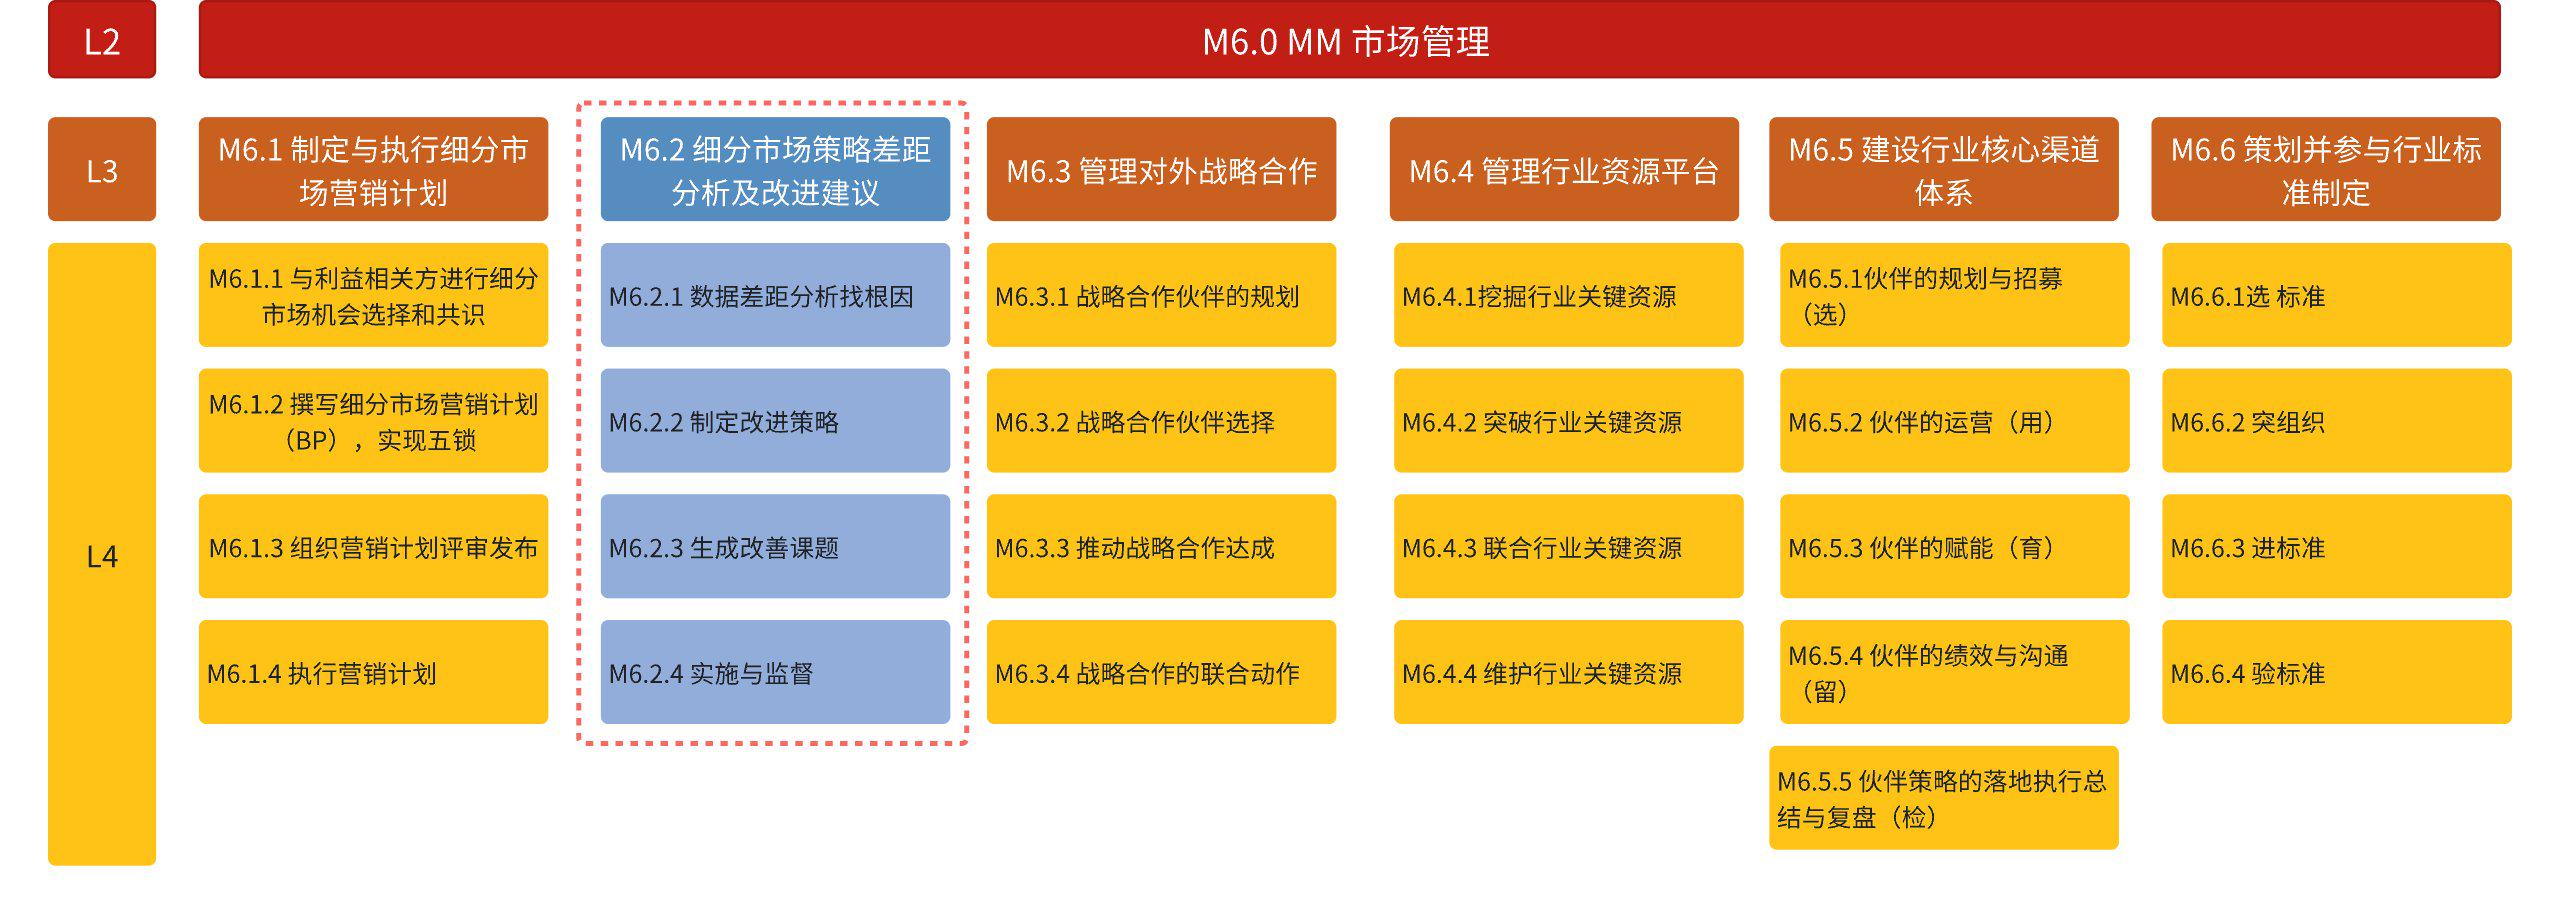 L2
M6.0 MM 市场管理
L3
M6.1 制定与执行细分市
场营销计划
M6.2 细分市场策略差距
分析及改进建议
M6.3 管理对外战略合作
M6.4 管理行业资源平台
M6.5 建设行业核心渠道
体系
M6.6 策划并参与行业标
准制定
L4
M6.1.1 与利益相关方进行细分
市场机会选择和共识
M6.2.1 数据差距分析找根因
M6.3.1 战略合作伙伴的规划
M6.4.1挖掘行业关键资源
M6.5.1伙伴的规划与招募
（选）
M6.6.1选 标准
M6.1.2 撰写细分市场营销计划
（BP），实现五锁
M6.2.2 制定改进策略
M6.3.2 战略合作伙伴选择
M6.4.2 突破行业关键资源
M6.5.2 伙伴的运营（用）
M6.6.2 突组织
M6.1.3 组织营销计划评审发布
M6.2.3 生成改善课题
M6.3.3 推动战略合作达成
M6.4.3 联合行业关键资源
M6.5.3 伙伴的赋能（育）
M6.6.3 进标准
M6.1.4 执行营销计划
M6.2.4 实施与监督
M6.3.4 战略合作的联合动作
M6.4.4 维护行业关键资源
M6.5.4 伙伴的绩效与沟通
（留）
M6.6.4 验标准
M6.5.5 伙伴策略的落地执行总
结与复盘（检）